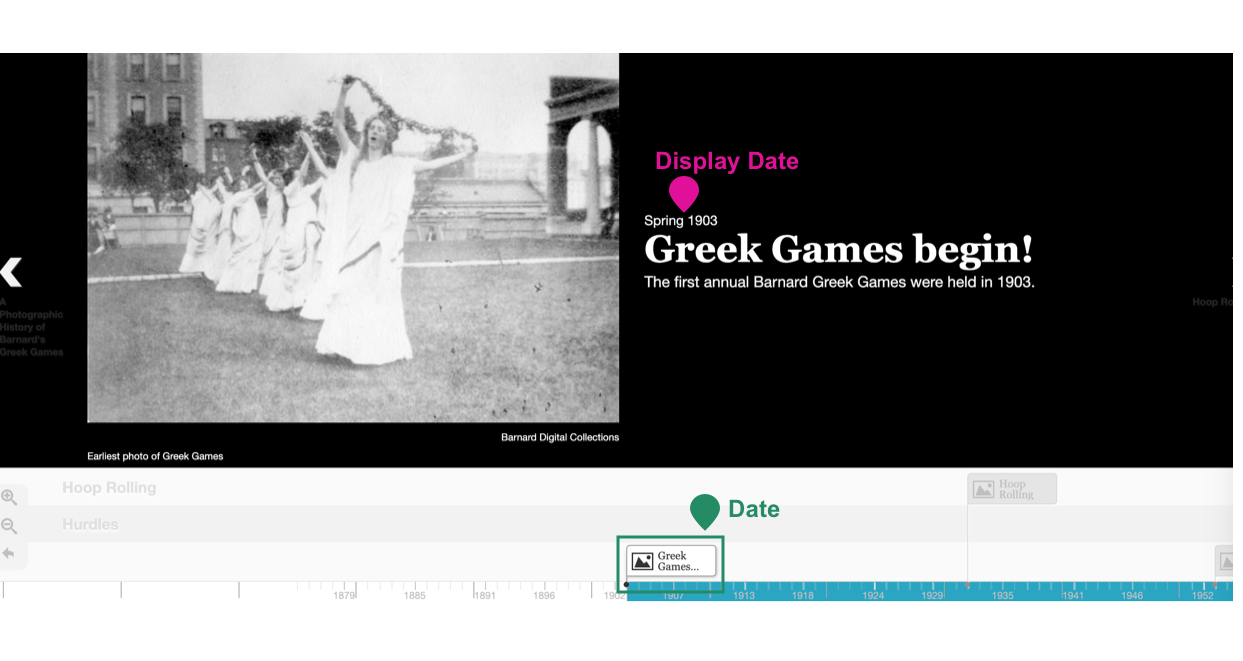 Display Date
Spring 1903
Greek Games begin!
The first annual Barnard Greek Games were held in 1903.
A
Photographic
History of
Barnard's
Greek Games
Barnard Digital Collections
Earliest photo of Greek Games
Hoop Rolling
Hoop
Rolling
Hurdles
Date
Greek
Games...
1879 1885 1891 1896 1902 1907 1913 1918 1924 1929 1935 1941 1946 1952